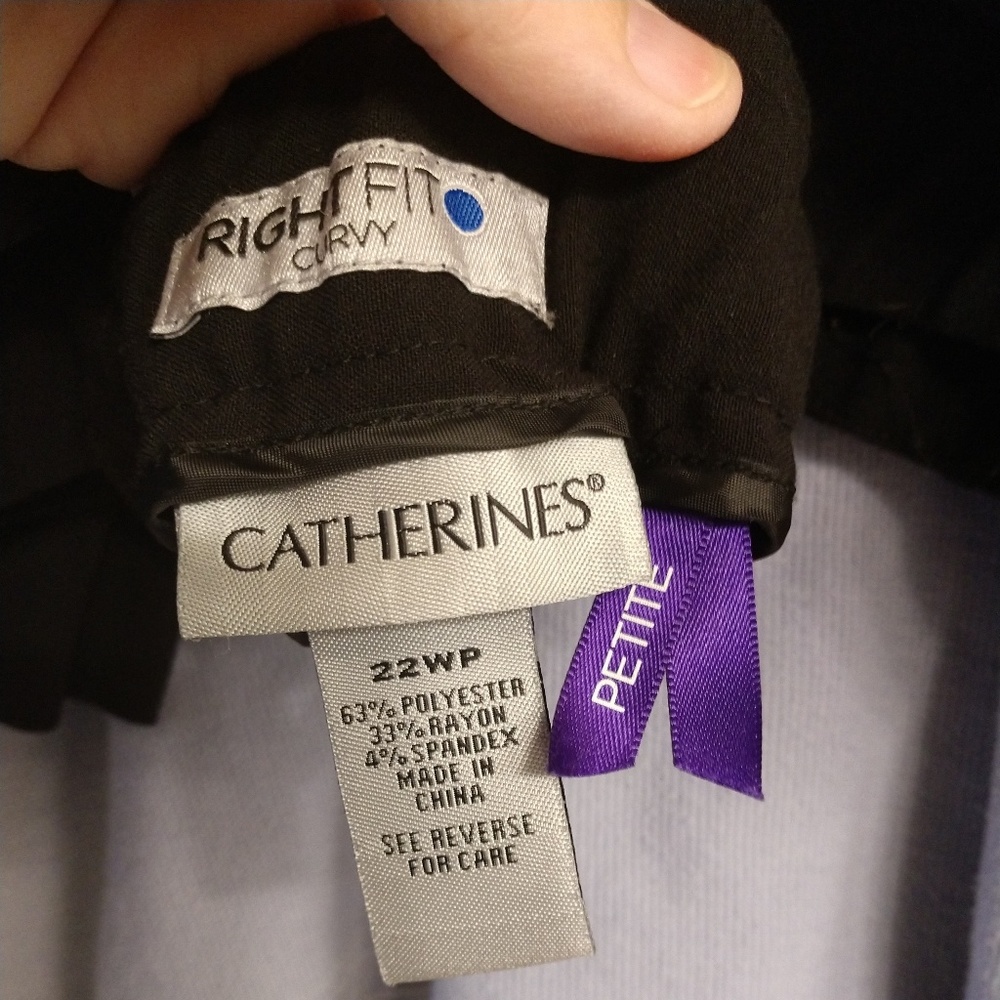 RIGHT FIT
CURVY
CATHERINES®
PETITE
22WP
63% POLYESTER
33% RAYON
4% SPANDEX
MADE IN
CHINA
SEE REVERSE
FOR CARE